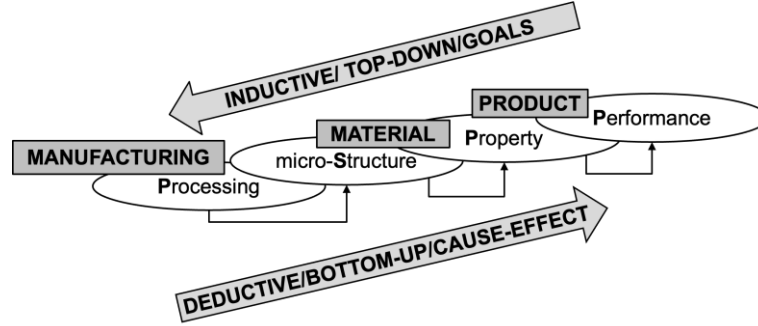 INDUCTIVE/ TOP-DOWN/GOALS
PRODUCT
Performance
MATERIAL
Property
MANUFACTURING
micro-Structure
Processing
DEDUCTIVE/BOTTOM-UP/CAUSE-EFFECT